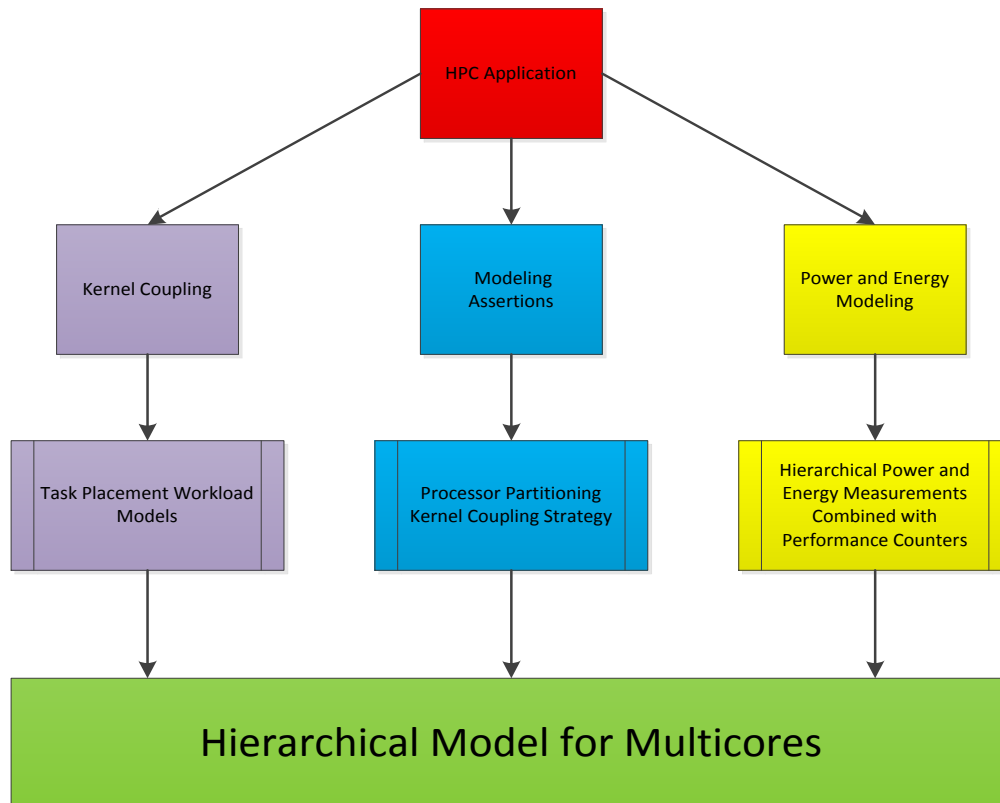 HPC Application
Kernel Coupling
Modeling
Assertions
Power and Energy
Modeling
Task Placement Workload
Models
Processor Partitioning
Kernel Coupling Strategy
Hierarchical Power and
Energy Measurements
Combined with
Performance Counters
Hierarchical Model for Multicores